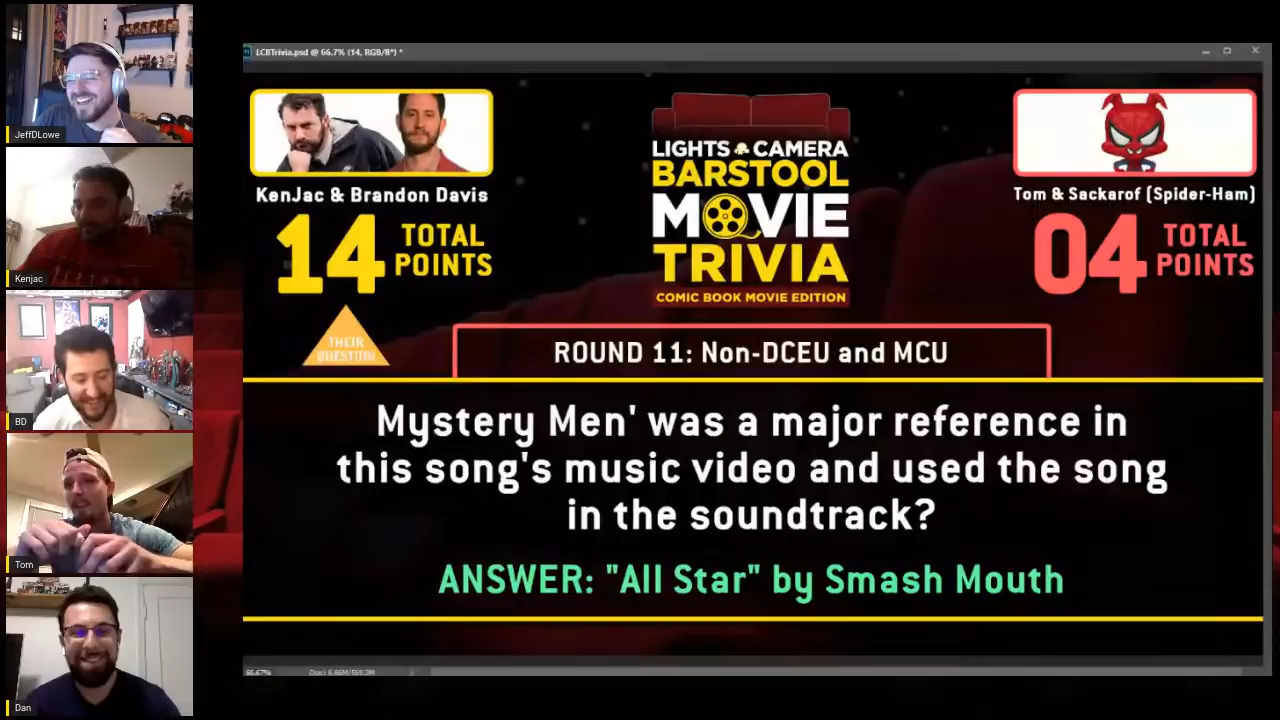 JeffDLowe
Kenjac
BD
Tom
Dan
LCBTrivia.psd @ 66.7% (14, RGB/8*) *
KenJac & Brandon Davis
14 TOTAL POINTS
LIGHTS CAMERA
BARSTOOL
MOVIE
TRIVIA
COMIC BOOK MOVIE EDITION
Tom & Sackarof (Spider-Ham)
04 TOTAL POINTS
THEIR
QUESTION
ROUND 11: Non-DCEU and MCU
Mystery Men' was a major reference in
this song's music video and used the song
in the soundtrack?
ANSWER: "All Star" by Smash Mouth
66.67%